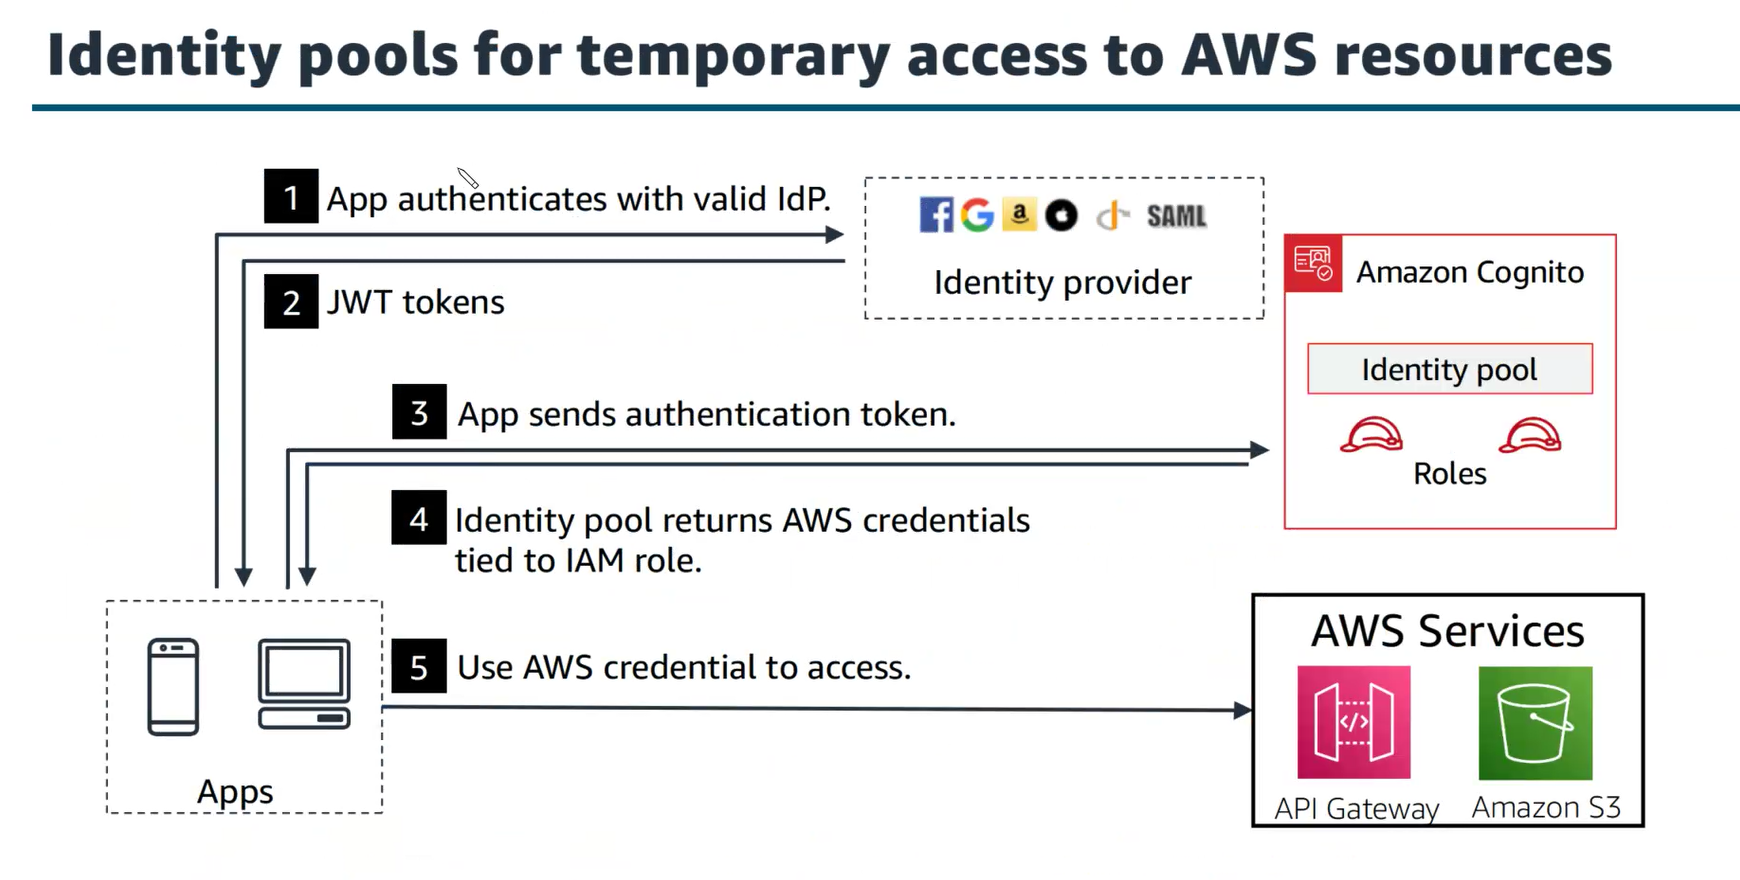 Identity pools for temporary access to AWS resources
1 App authenticates with valid IdP.
2 JWT tokens
f G a SAML
Identity provider
Amazon Cognito
Identity pool
Roles
3 App sends authentication token.
4 Identity pool returns AWS credentials
tied to IAM role.
Apps
5 Use AWS credential to access.
AWS Services
</>
API Gateway
Amazon S3